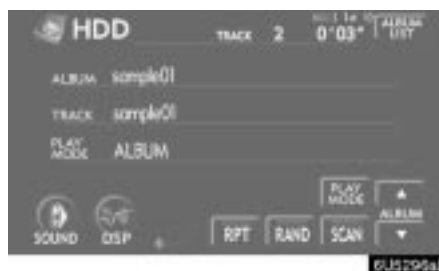 HDD TRACK 2 0'03" ALBUM LIST
ALBUM sample01
TRACK sample01
PLAY MODE ALBUM
PLAY MODE
ALBUM
SOUND DSP RPT RAND SCAN
6U5296a